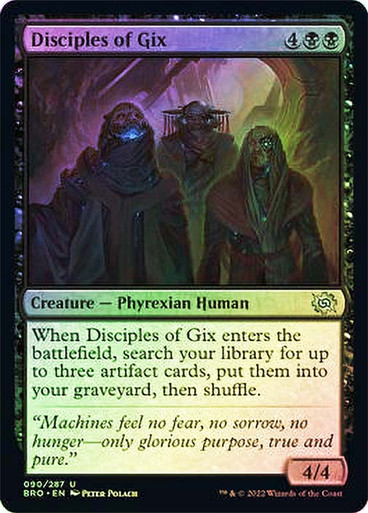 Disciples of Gix 4
Creature — Phyrexian Human
When Disciples of Gix enters the
battlefield, search your library for up
to three artifact cards, put them into
your graveyard, then shuffle.
“Machines feel no fear, no sorrow, no
hunger—only glorious purpose, true and
pure.”
4/4
090/287 U
BRO • EN Peter Polach
™ & © 2022 Wizards of the Coast